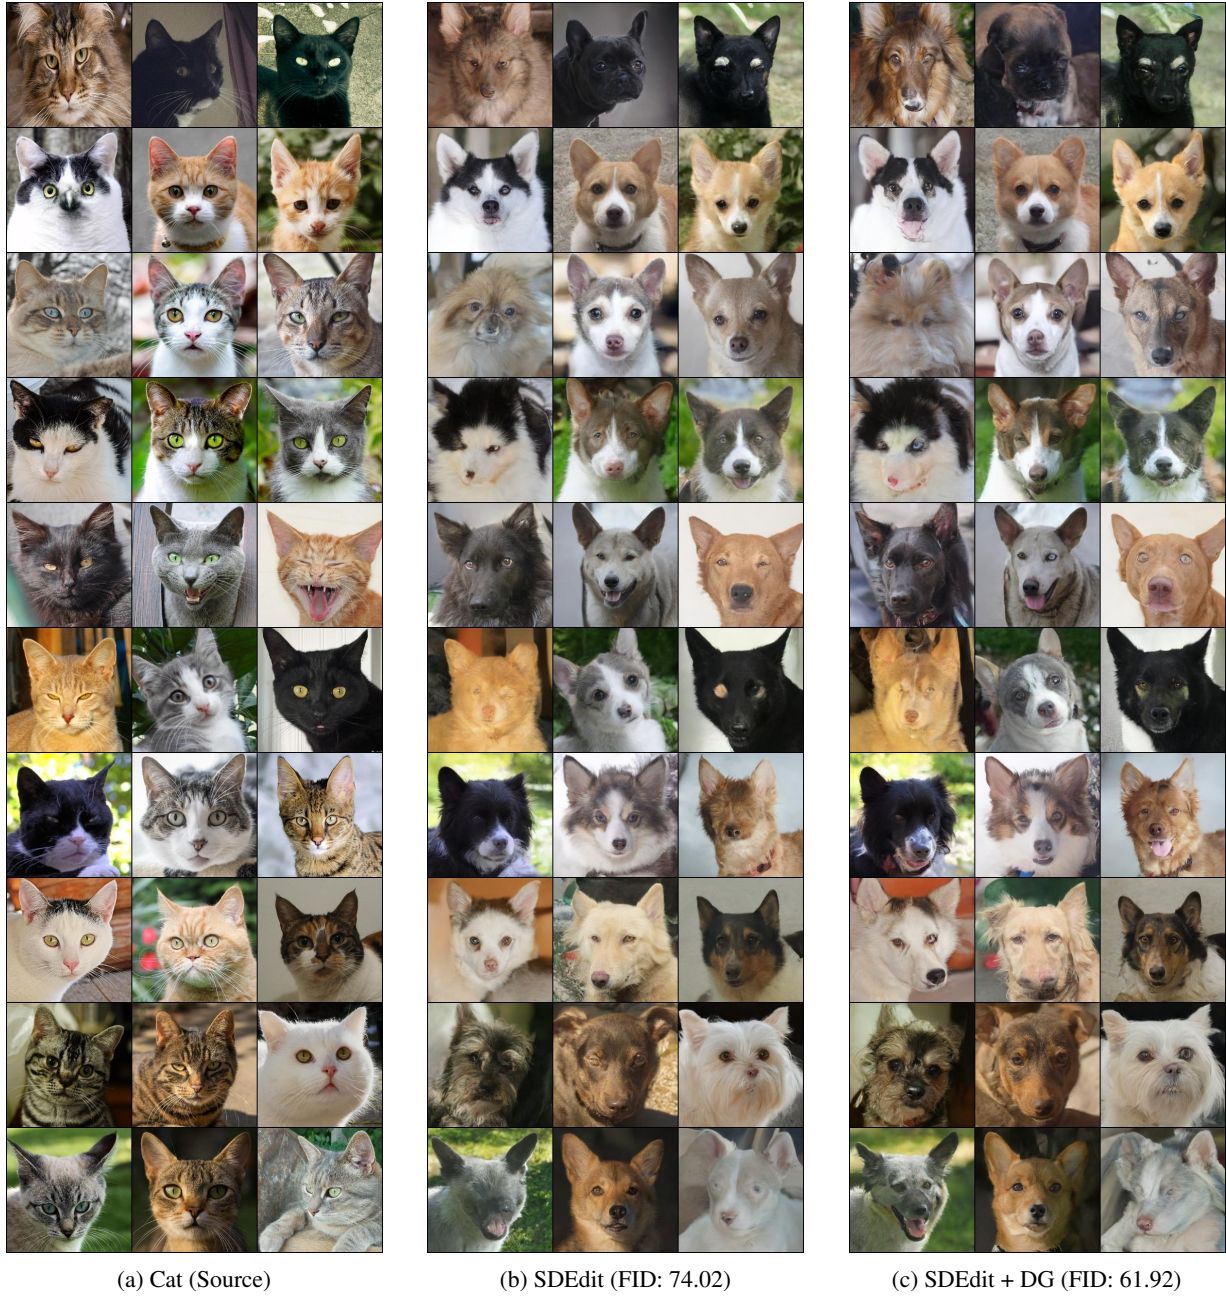 (a) Cat (Source)
(b) SDEdit (FID: 74.02)
(c) SDEdit + DG (FID: 61.92)